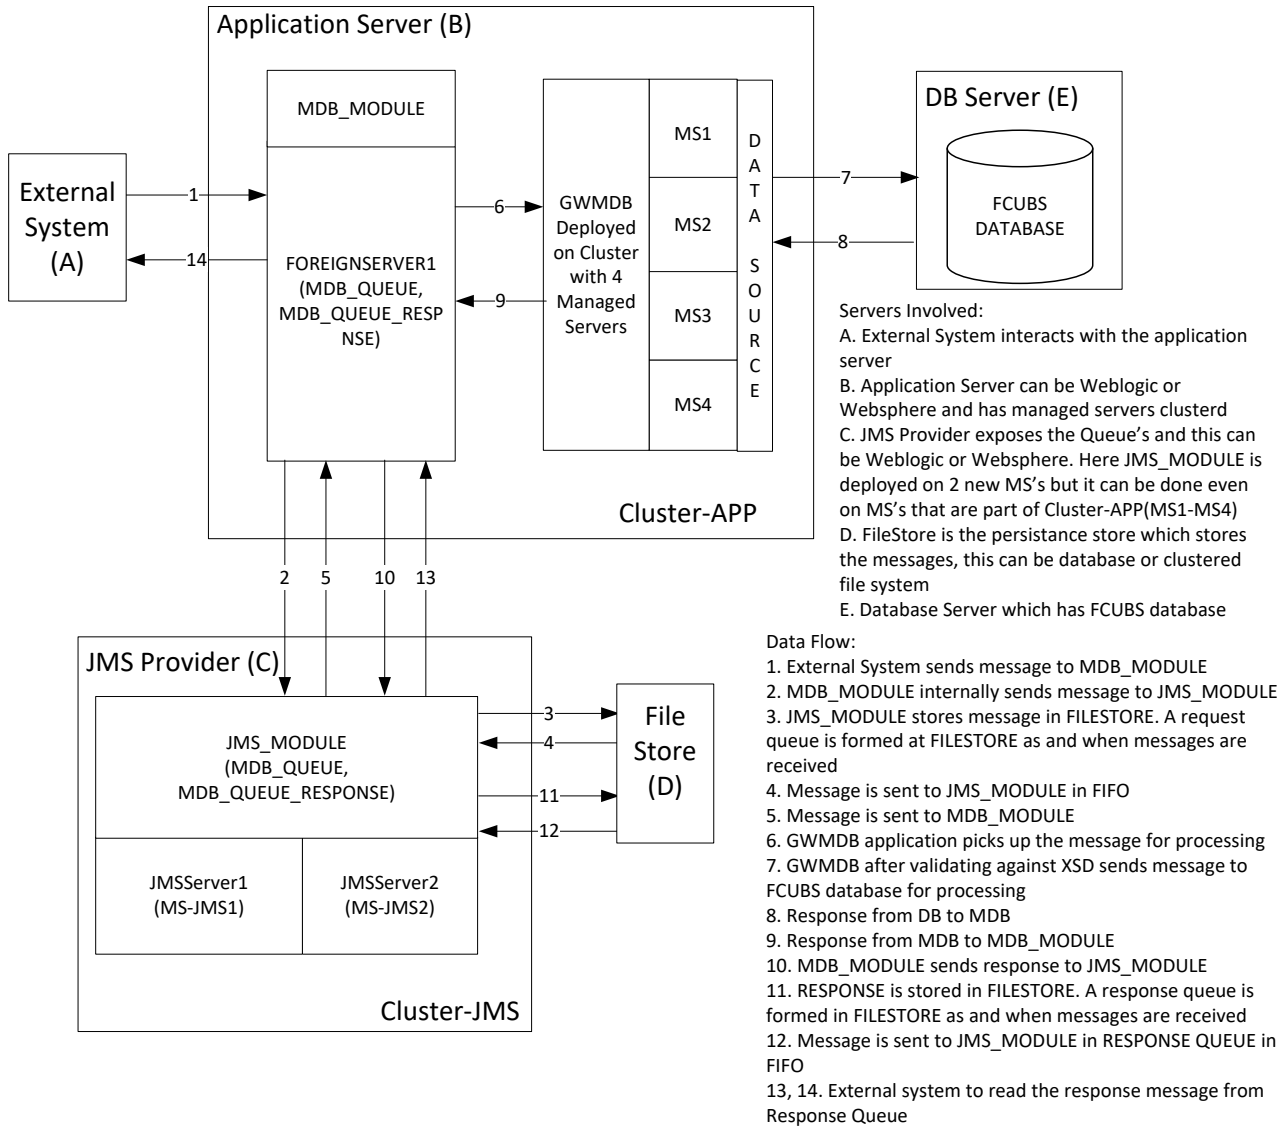 Application Server (B)
MDB_MODULE
FOREIGNSERVER1
(MDB_QUEUE,
MDB_QUEUE_RESP
NSE)
GWMDB
Deployed
on Cluster
with 4
Managed
Servers
MS1
MS2
MS3
MS4
D
A
T
A
S
O
U
R
C
E
Cluster-APP
External
System
(A)
1
14
6
9
7
8
DB Server (E)
FCUBS
DATABASE
2
5
10
13
JMS Provider (C)
JMS_MODULE
(MDB_QUEUE,
MDB_QUEUE_RESPONSE)
JMSServer1
(MS-JMS1)
JMSServer2
(MS-JMS2)
Cluster-JMS
3
4
11
12
File
Store
(D)
Servers Involved:
A. External System interacts with the application
server
B. Application Server can be Weblogic or
Websphere and has managed servers clusterd
C. JMS Provider exposes the Queue’s and this can
be Weblogic or Websphere. Here JMS_MODULE is
deployed on 2 new MS’s but it can be done even
on MS’s that are part of Cluster-APP(MS1-MS4)
D. FileStore is the persistance store which stores
the messages, this can be database or clustered
file system
E. Database Server which has FCUBS database
Data Flow:
1. External System sends message to MDB_MODULE
2. MDB_MODULE internally sends message to JMS_MODULE
3. JMS_MODULE stores message in FILESTORE. A request
queue is formed at FILESTORE as and when messages are
received
4. Message is sent to JMS_MODULE in FIFO
5. Message is sent to MDB_MODULE
6. GWMDB application picks up the message for processing
7. GWMDB after validating against XSD sends message to
FCUBS database for processing
8. Response from DB to MDB
9. Response from MDB to MDB_MODULE
10. MDB_MODULE sends response to JMS_MODULE
11. RESPONSE is stored in FILESTORE. A response queue is
formed in FILESTORE as and when messages are received
12. Message is sent to JMS_MODULE in RESPONSE QUEUE in
FIFO
13, 14. External system to read the response message from
Response Queue